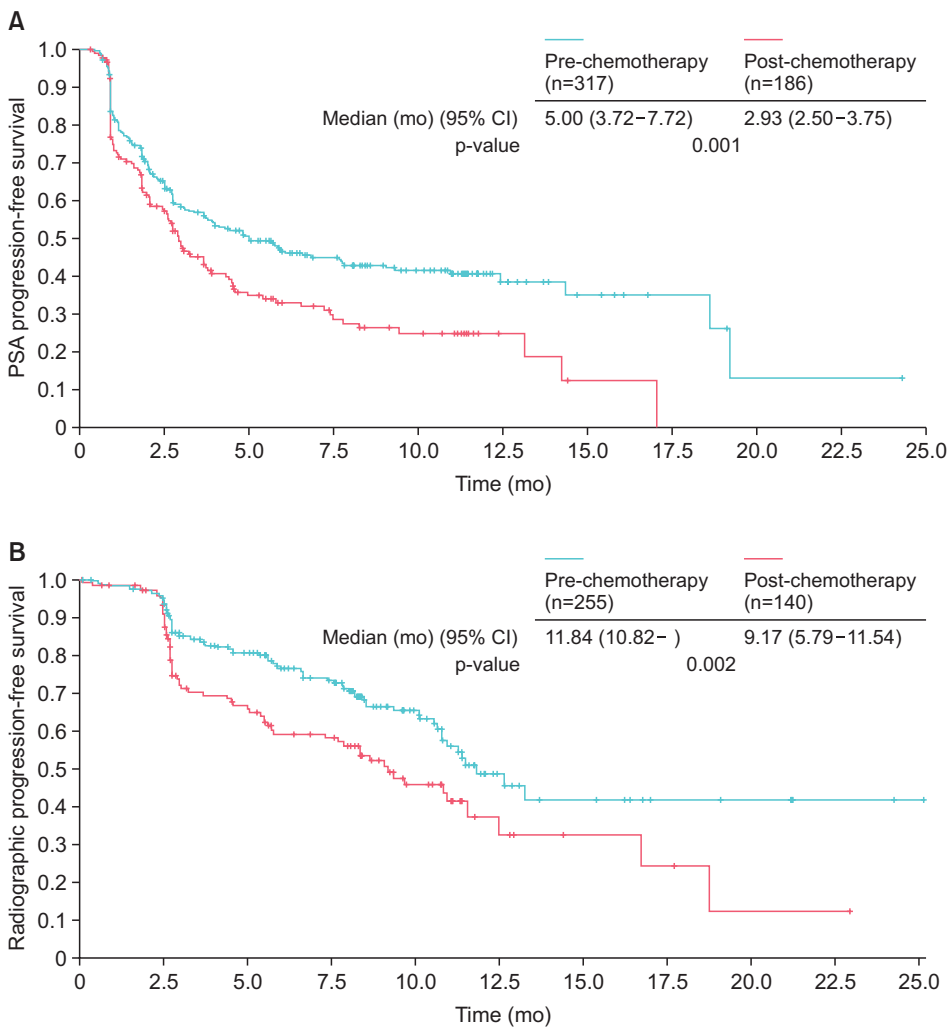 A
Pre-chemotherapy (n=317)
Post-chemotherapy (n=186)
Median (mo) (95% CI) 5.00 (3.72–7.72) 2.93 (2.50–3.75)
p-value 0.001
PSA progression-free survival
1.0
0.9
0.8
0.7
0.6
0.5
0.4
0.3
0.2
0.1
0
0 2.5 5.0 7.5 10.0 12.5 15.0 17.5 20.0 22.5 25.0
Time (mo)
B
Pre-chemotherapy (n=255)
Post-chemotherapy (n=140)
Median (mo) (95% CI) 11.84 (10.82– ) 9.17 (5.79–11.54)
p-value 0.002
Radiographic progression-free survival
1.0
0.9
0.8
0.7
0.6
0.5
0.4
0.3
0.2
0.1
0
0 2.5 5.0 7.5 10.0 12.5 15.0 17.5 20.0 22.5 25.0
Time (mo)